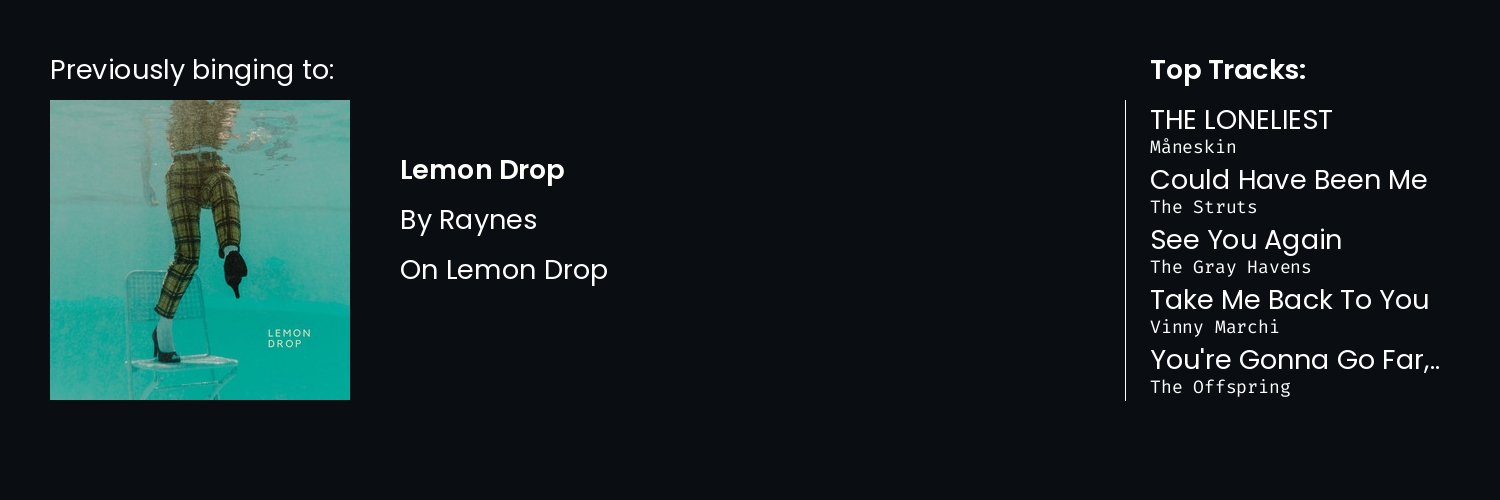 Previously binging to:
LEMON
DROP
Lemon Drop
By Raynes
On Lemon Drop
Top Tracks:
THE LONELIEST
Måneskin
Could Have Been Me
The Struts
See You Again
The Gray Havens
Take Me Back To You
Vinny Marchi
You're Gonna Go Far,..
The Offspring